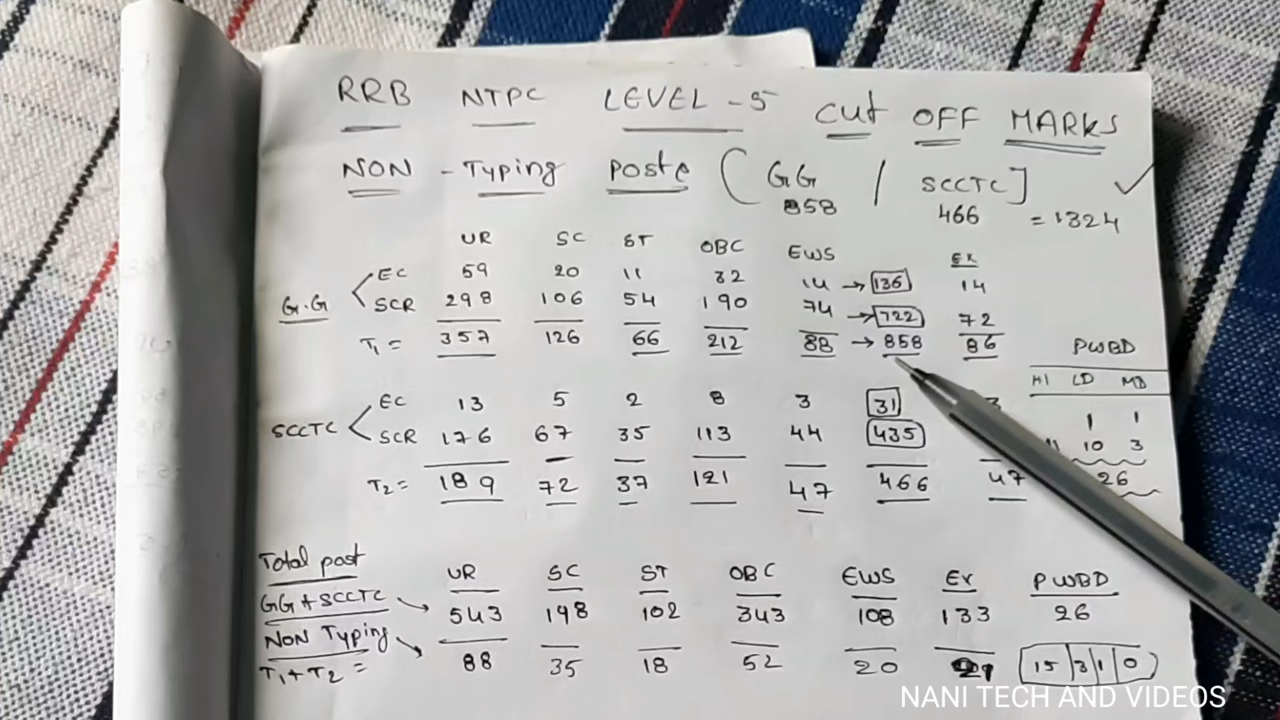 RRB NTPC LEVEL-5 CUT OFF MARKS
NON - Typing Posts ( GG / SCCTC ]
858 466 = 1324
UR SC ST OBC EWS Ex
EC 59 20 11 32 14 → 136 14
G.G
SCR 298 106 54 190 74 → 722 72
T1 = 357 126 66 212 88 → 858 86
PWBD
HI LD MD
EC 13 5 2 8 3 31 3 1 1
SCCTC
SCR 176 67 35 113 44 435 10 3
T2 = 189 72 37 121 47 466 47 26
Total post
UR SC ST OBC EWS Ex PWBD
GG + SCCTC 543 198 102 343 108 133 26
NON Typing
T1 + T2 = 88 35 18 52 20 29 15 3 1 0
NANI TECH AND VIDEOS